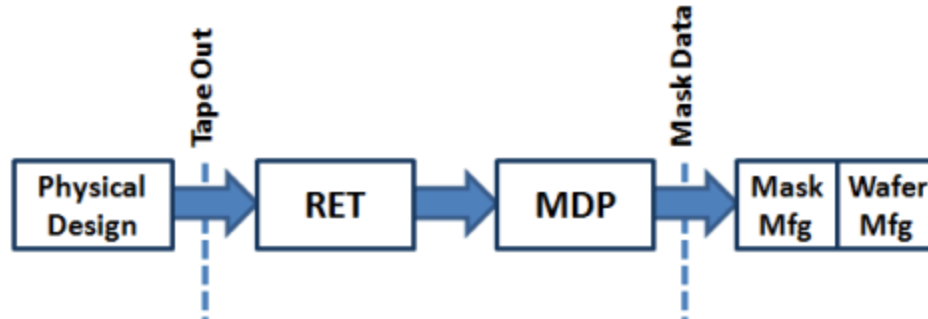 Tape Out
Mask Data
Physical
Design
RET
MDP
Mask
Mfg
Wafer
Mfg